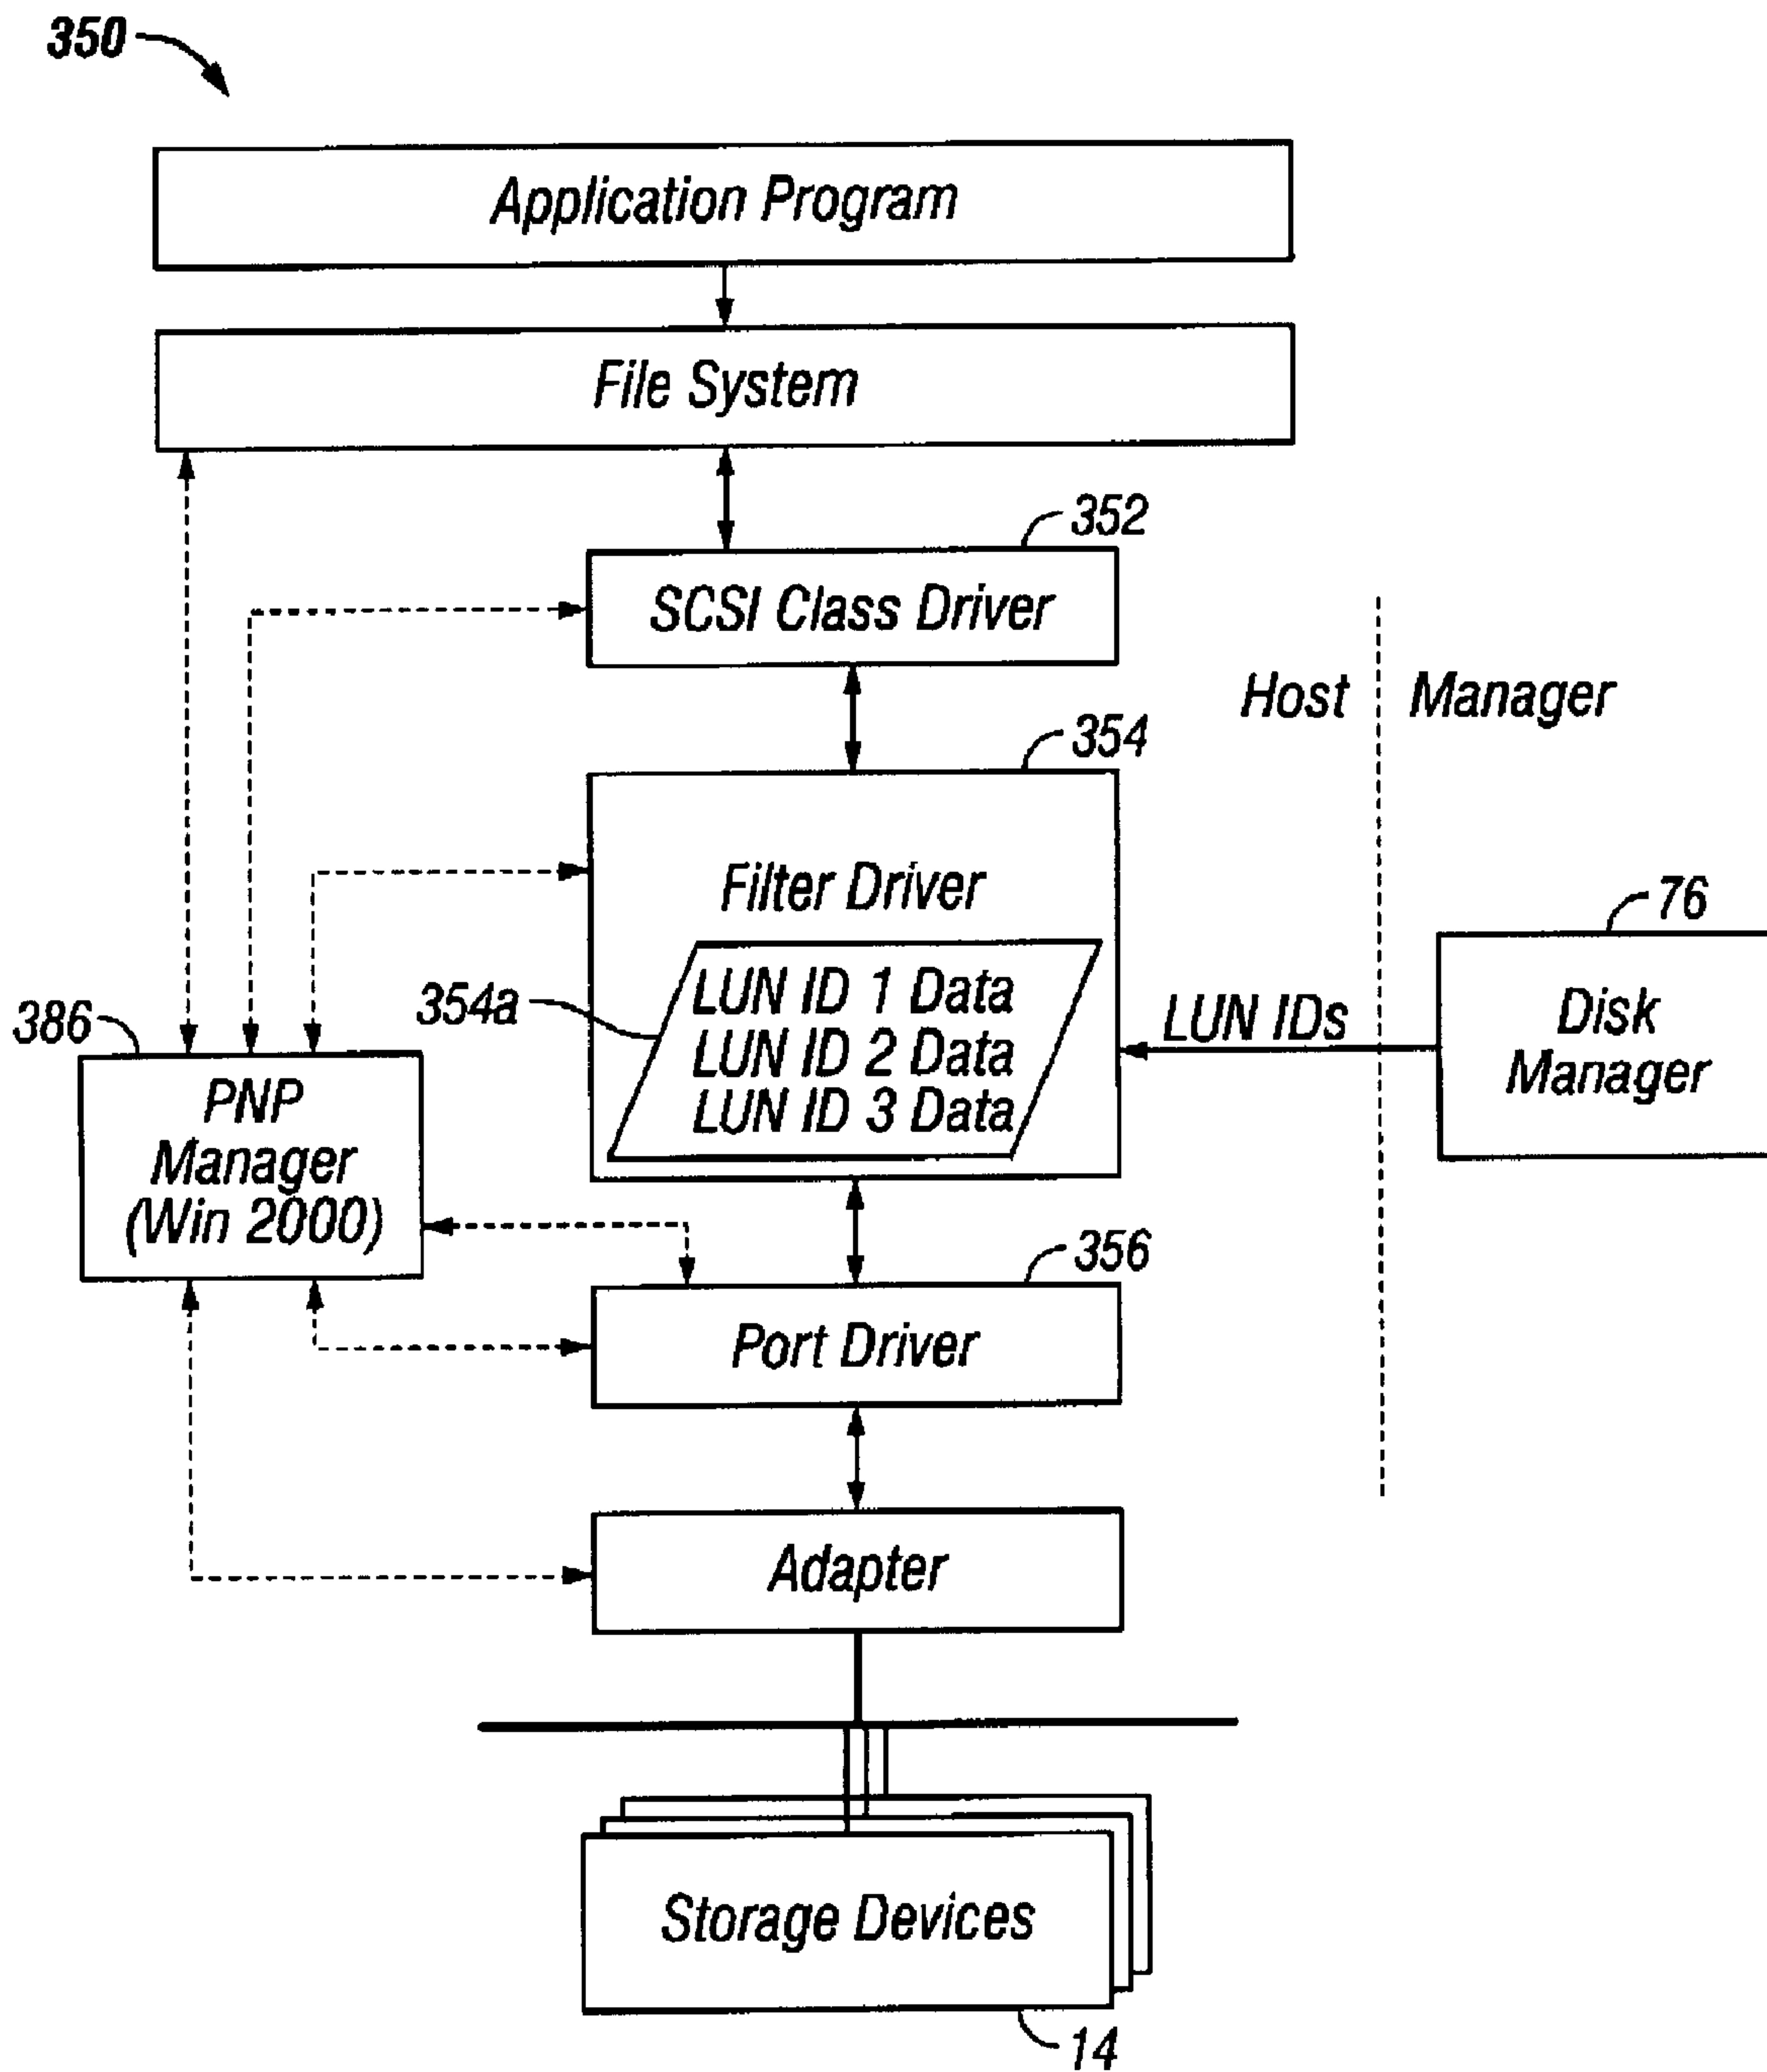 350
Application Program
File System
352
SCSI Class Driver
Host
Manager
354
Filter Driver
76
354a
LUN ID 1 Data
LUN ID 2 Data
LUN ID 3 Data
LUN IDs
Disk
Manager
386
PNP
Manager
(Win 2000)
356
Port Driver
Adapter
Storage Devices
14